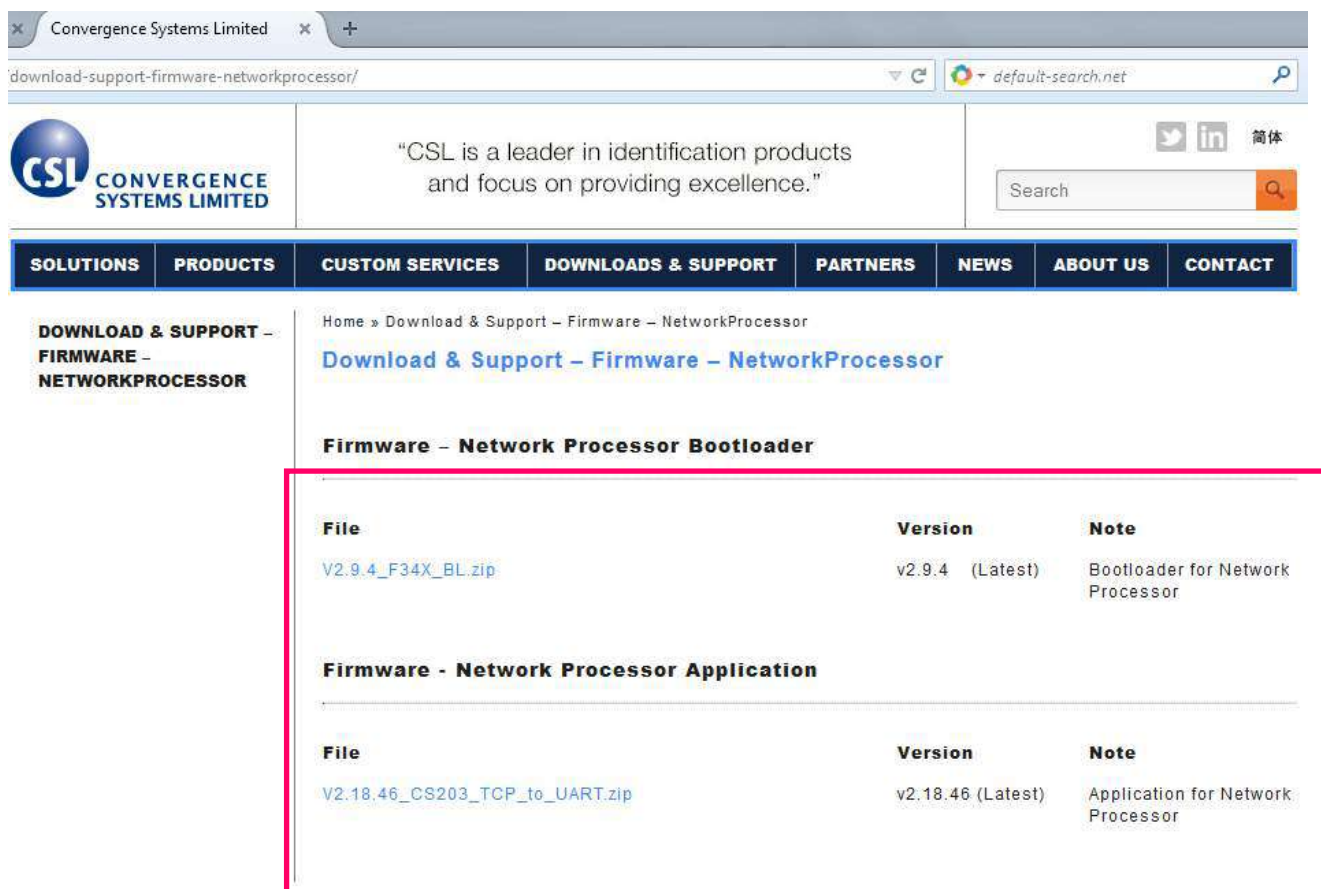 Convergence Systems Limited
download-support-firmware-networkprocessor/
default-search.net
CSL CONVERGENCE
SYSTEMS LIMITED
“CSL is a leader in identification products
and focus on providing excellence.”
in 简体
Search
SOLUTIONS PRODUCTS CUSTOM SERVICES DOWNLOADS & SUPPORT PARTNERS NEWS ABOUT US CONTACT
DOWNLOAD & SUPPORT –
FIRMWARE –
NETWORKPROCESSOR
Home » Download & Support – Firmware – NetworkProcessor
Download & Support – Firmware – NetworkProcessor
Firmware – Network Processor Bootloader
File Version Note
V2.9.4_F34X_BL.zip v2.9.4 (Latest) Bootloader for Network
Processor
Firmware - Network Processor Application
File Version Note
V2.18.46_CS203_TCP_to_UART.zip v2.18.46 (Latest) Application for Network
Processor